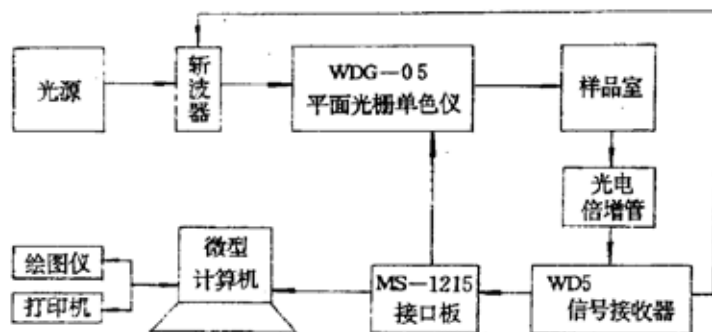 光源
斩波器
WDG－05
平面光栅单色仪
样品室
光电
倍增管
绘图仪
打印机
微型
计算机
MS－1215
接口板
WD5
信号接收器